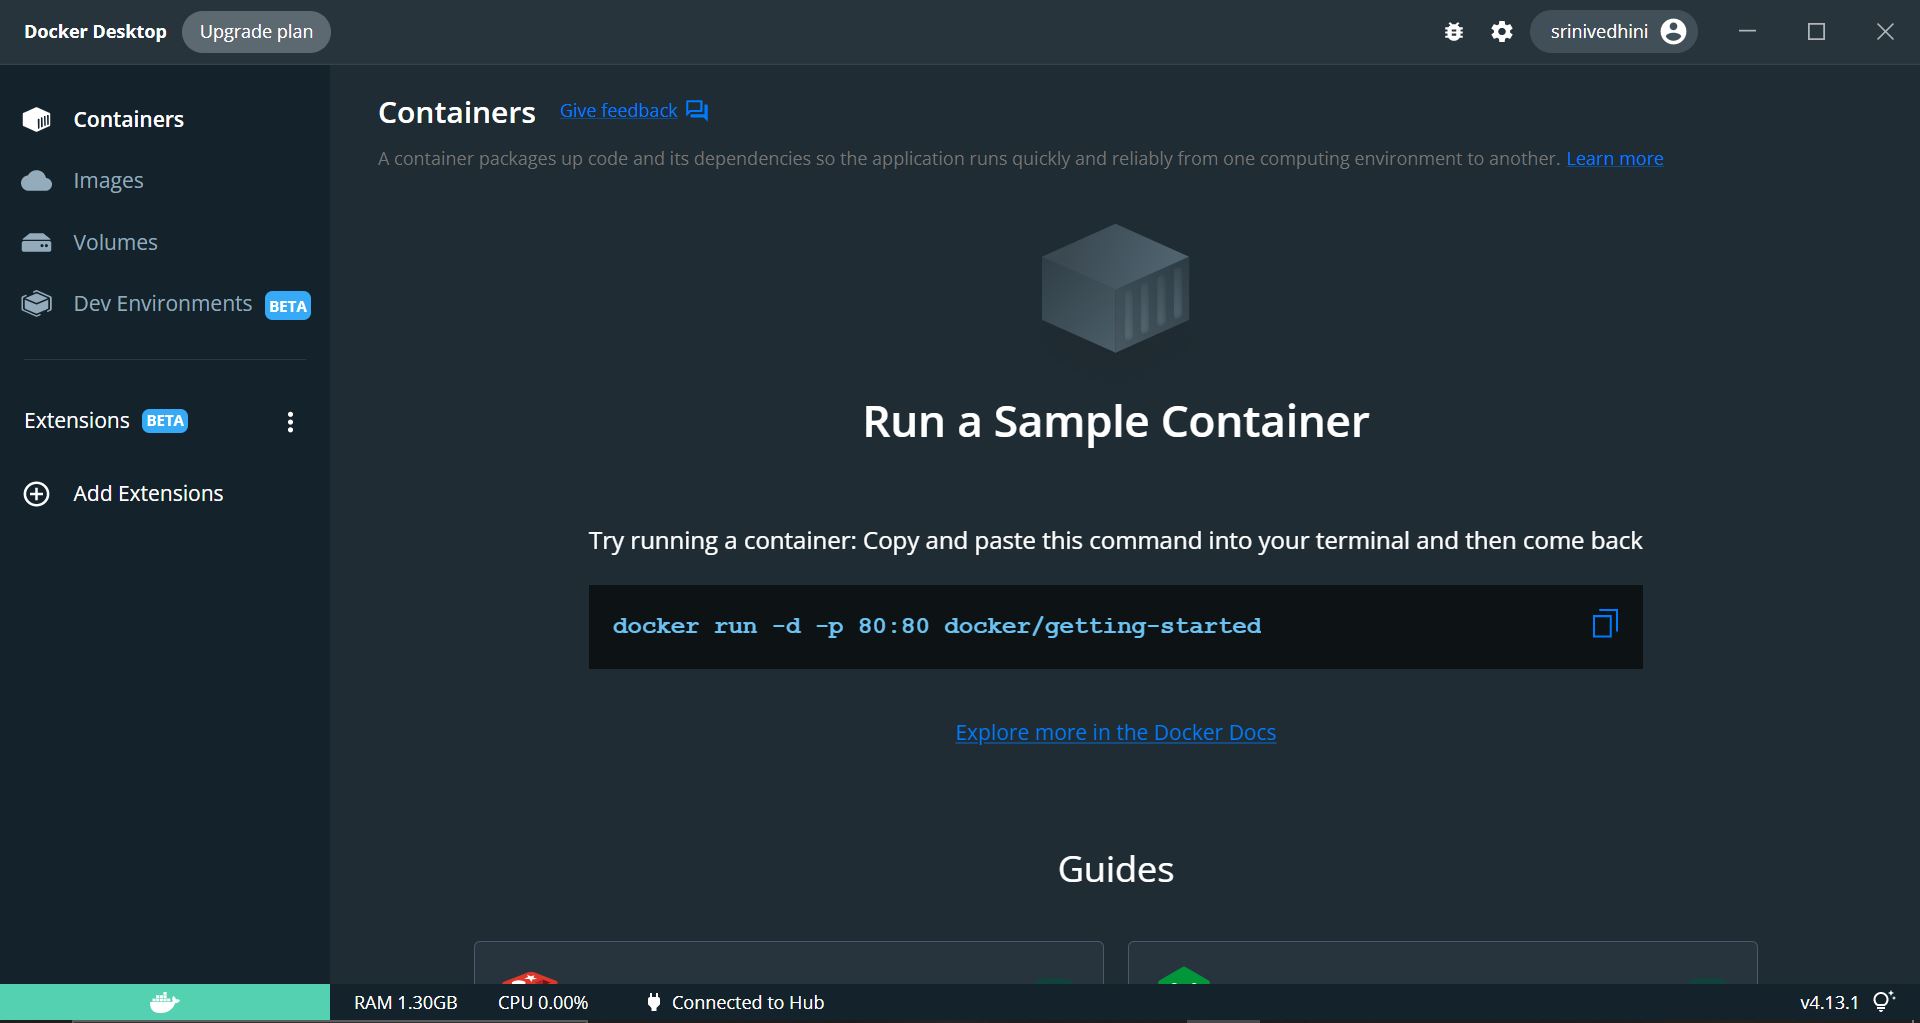 Docker Desktop Upgrade plan srinivedhini
Containers
Images
Volumes
Dev Environments BETA
Extensions BETA
Add Extensions
Containers Give feedback
A container packages up code and its dependencies so the application runs quickly and reliably from one computing environment to another. Learn more
Run a Sample Container
Try running a container: Copy and paste this command into your terminal and then come back
docker run -d -p 80:80 docker/getting-started
Explore more in the Docker Docs
Guides
RAM 1.30GB CPU 0.00% Connected to Hub v4.13.1